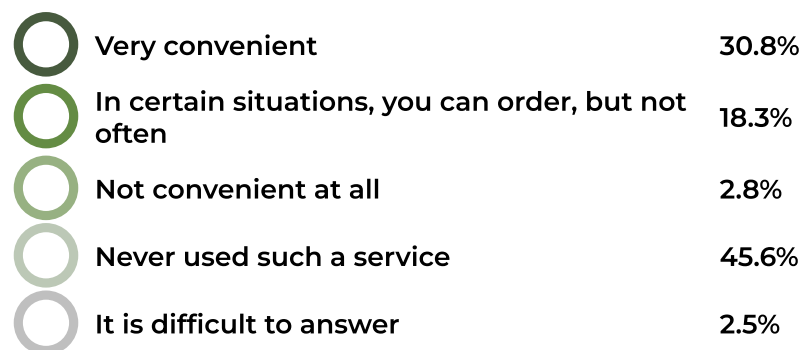 Very convenient 30.8%
In certain situations, you can order, but not
often 18.3%
Not convenient at all 2.8%
Never used such a service 45.6%
It is difficult to answer 2.5%